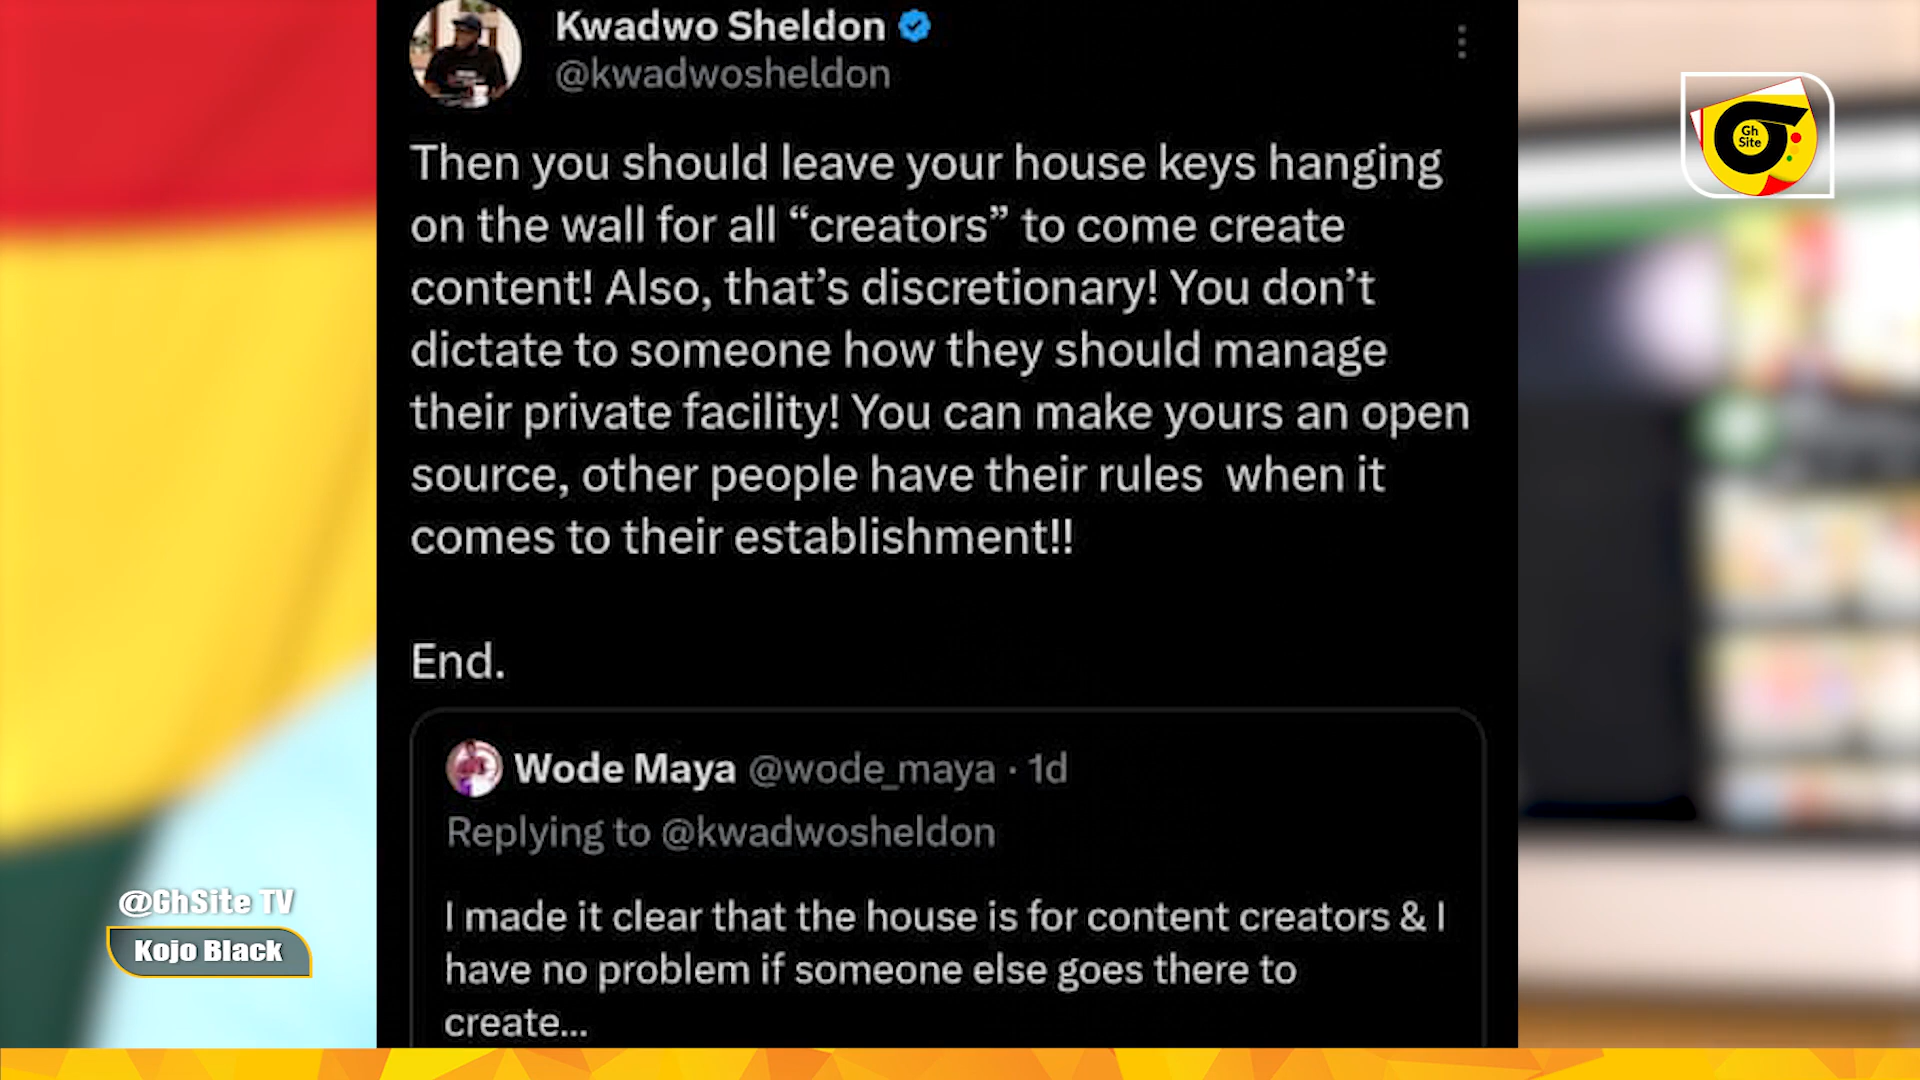 Kwadwo Sheldon
@kwadwosheldon
Then you should leave your house keys hanging
on the wall for all “creators” to come create
content! Also, that’s discretionary! You don’t
dictate to someone how they should manage
their private facility! You can make yours an open
source, other people have their rules  when it
comes to their establishment!!
End.
Wode Maya @wode_maya · 1d
Replying to @kwadwosheldon
I made it clear that the house is for content creators & I
have no problem if someone else goes there to
create...
Gh
Site
@GhSite TV
Kojo Black